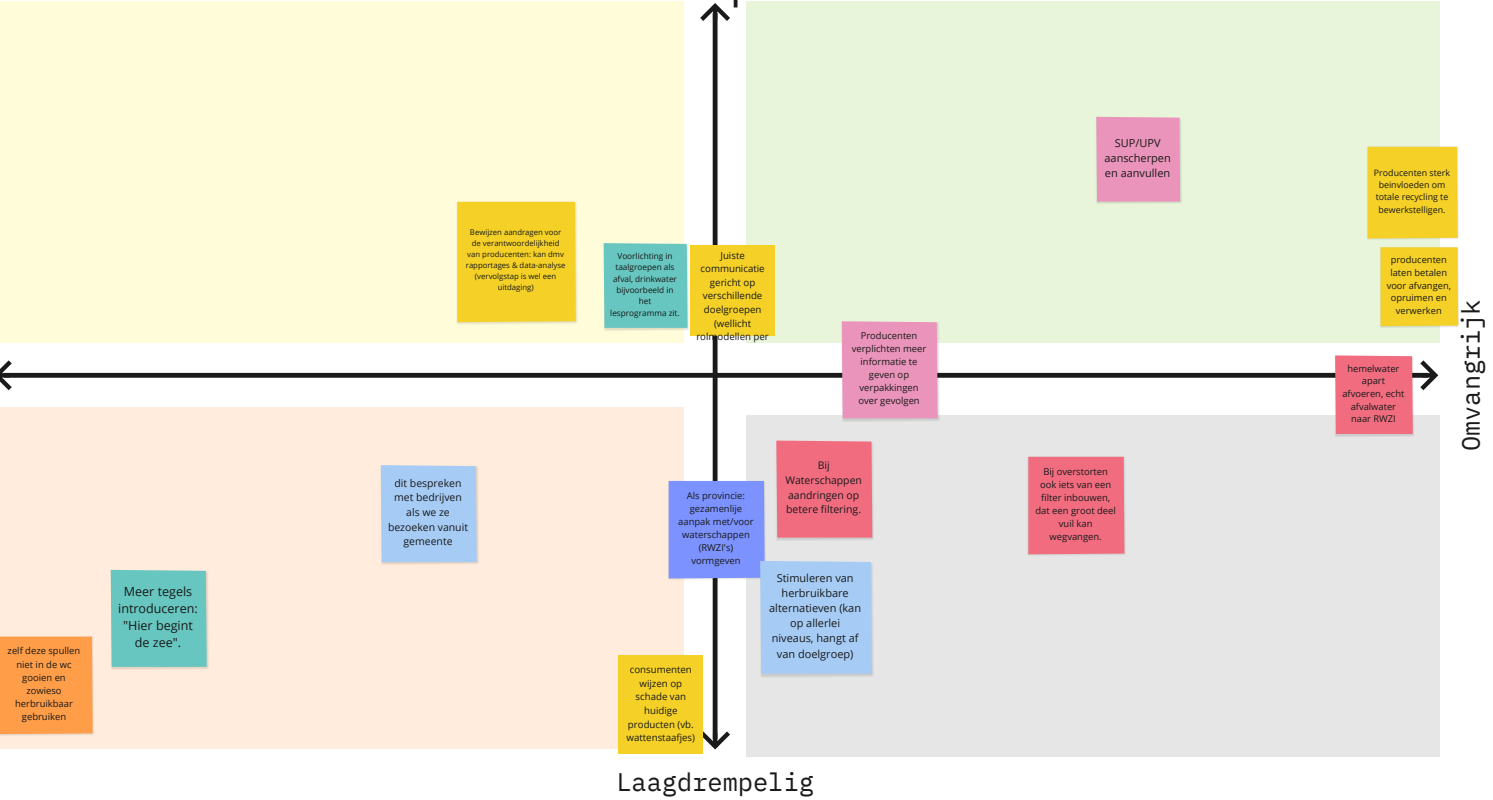 SUP/UPV
aanscherpen
en aanvullen
Producenten sterk
beinvloeden om
totale recycling te
bewerkstelligen.
Bewijzen aandragen voor
de verantwoordelijkheid
van producenten: kan dmv
rapportages & data-analyse
(vervolgstap is wel een
uitdaging)
Voorlichting in
taalgroepen als
afval, drinkwater
bijvoorbeeld in
het
lesprogramma zit.
Juiste
communicatie
gericht op
verschillende
doelgroepen
(wellicht
rolmodellen per
producenten
laten betalen
voor afvangen,
opruimen en
verwerken
Producenten
verplichten meer
informatie te
geven op
verpakkingen
over gevolgen
hemelwater
apart
afvoeren, echt
afvalwater
naar RWZI
Omvangrijk
dit bespreken
met bedrijven
als we ze
bezoeken vanuit
gemeente
Als provincie:
gezamenlije
aanpak met/voor
waterschappen
(RWZI's)
vormgeven
Bij
Waterschappen
aandringen op
betere filtering.
Bij overstorten
ook iets van een
filter inbouwen,
dat een groot deel
vuil kan
wegvangen.
Meer tegels
introduceren:
"Hier begint
de zee".
Stimuleren van
herbruikbare
alternatieven (kan
op allerlei
niveaus, hangt af
van doelgroep)
zelf deze spullen
niet in de wc
gooien en
zowieso
herbruikbaar
gebruiken
consumenten
wijzen op
schade van
huidige
producten (vb.
wattenstaafjes)
Laagdrempelig